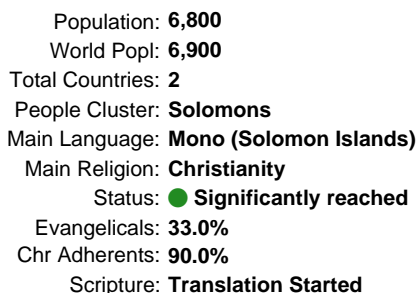 Population: 6,800
World Popl: 6,900
Total Countries: 2
People Cluster: Solomons
Main Language: Mono (Solomon Islands)
Main Religion: Christianity
Status: Significantly reached
Evangelicals: 33.0%
Chr Adherents: 90.0%
Scripture: Translation Started